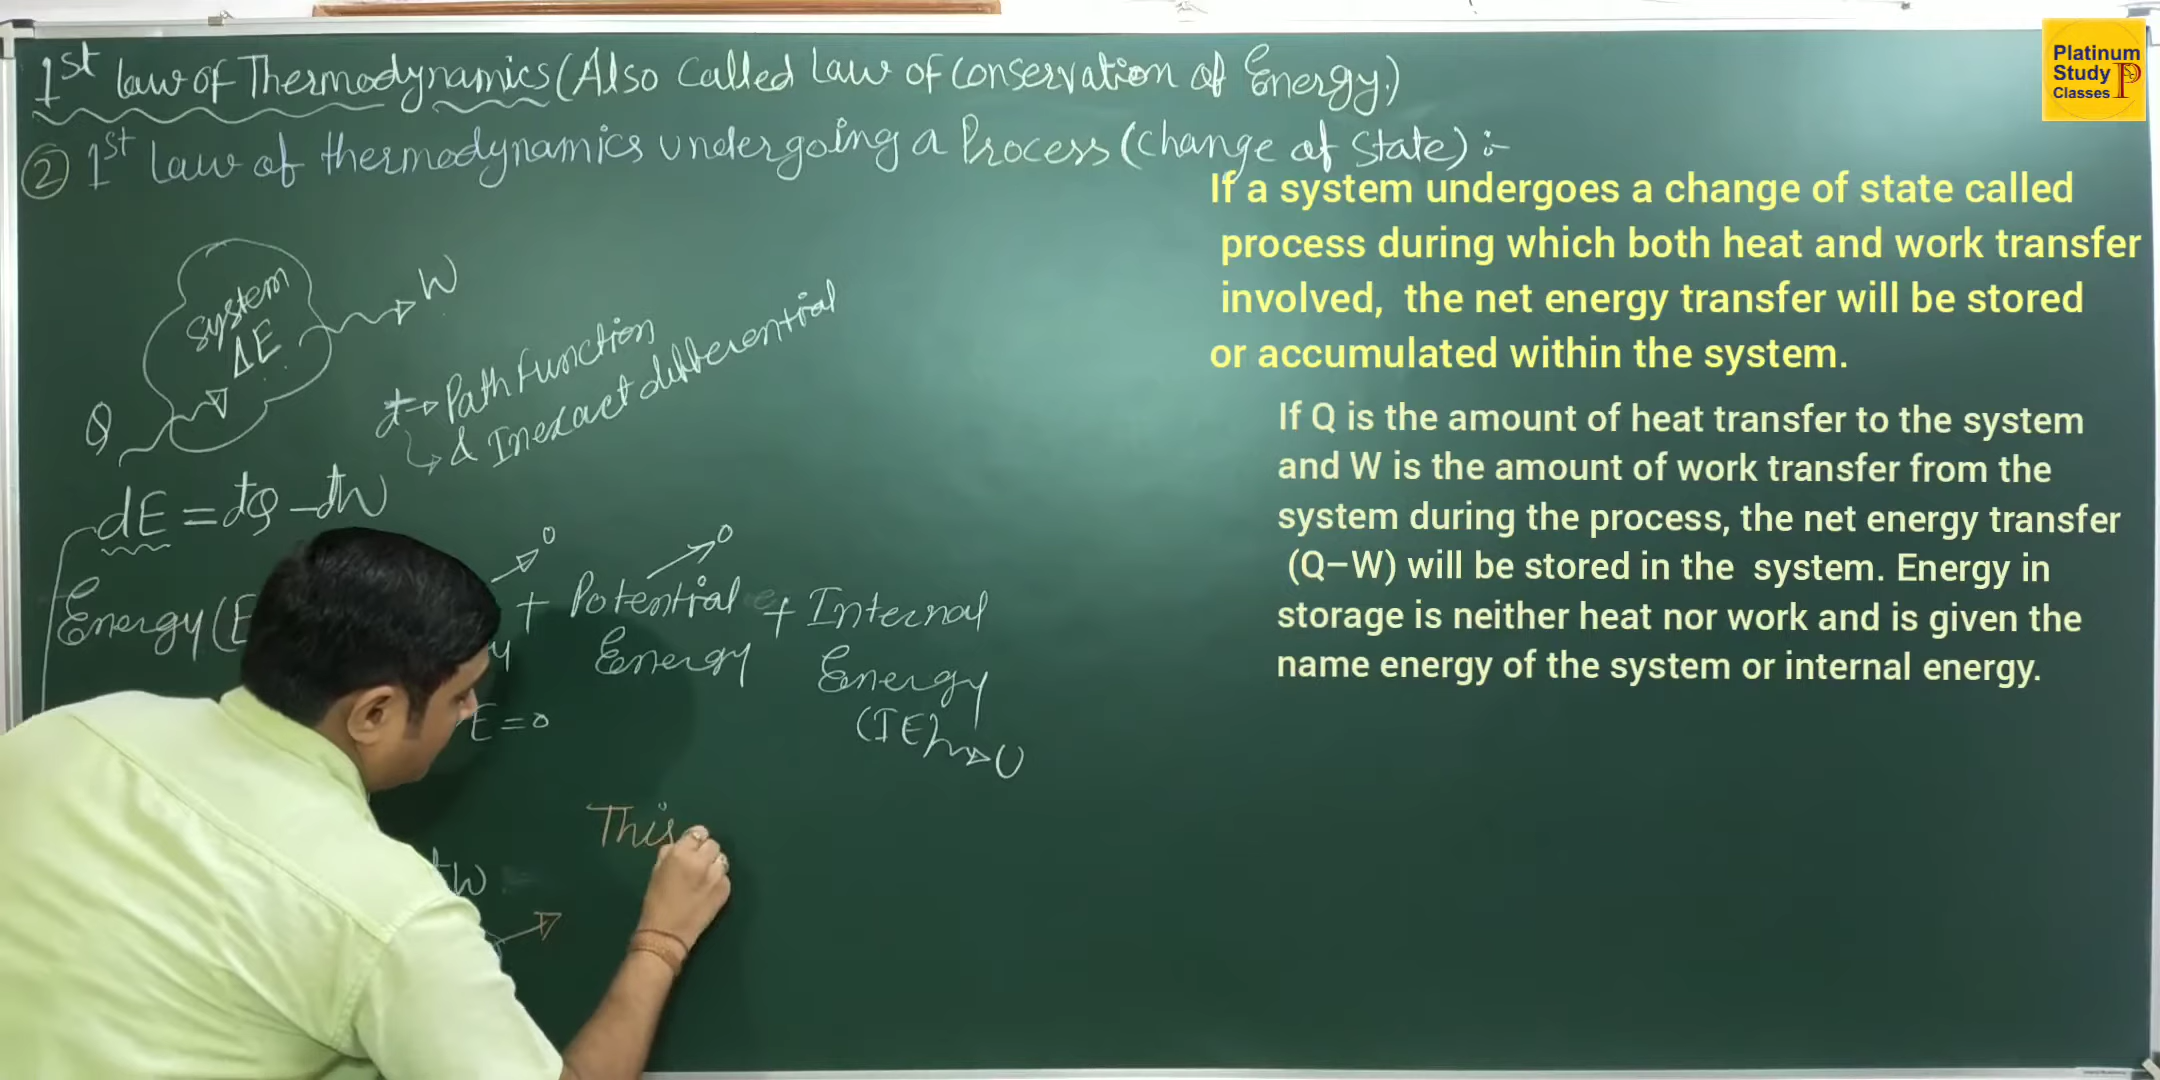 Platinum
Study
Classes P
1st law of Thermodynamics (Also Called Law of Conservation of Energy.)
② 1st Law of thermodynamics undergoing a Process (Change of State) :-
If a system undergoes a change of state called
process during which both heat and work transfer
involved, the net energy transfer will be stored
or accumulated within the system.
If Q is the amount of heat transfer to the system
and W is the amount of work transfer from the
system during the process, the net energy transfer
(Q–W) will be stored in the system. Energy in
storage is neither heat nor work and is given the
name energy of the system or internal energy.
System
ΔE
W
Q
đ → Path Function
& Inexact differential
dE = đQ – đW
0 0
Energy (E + Potential + Internal
y Energy Energy
E = 0 (IE) → U
This
đW